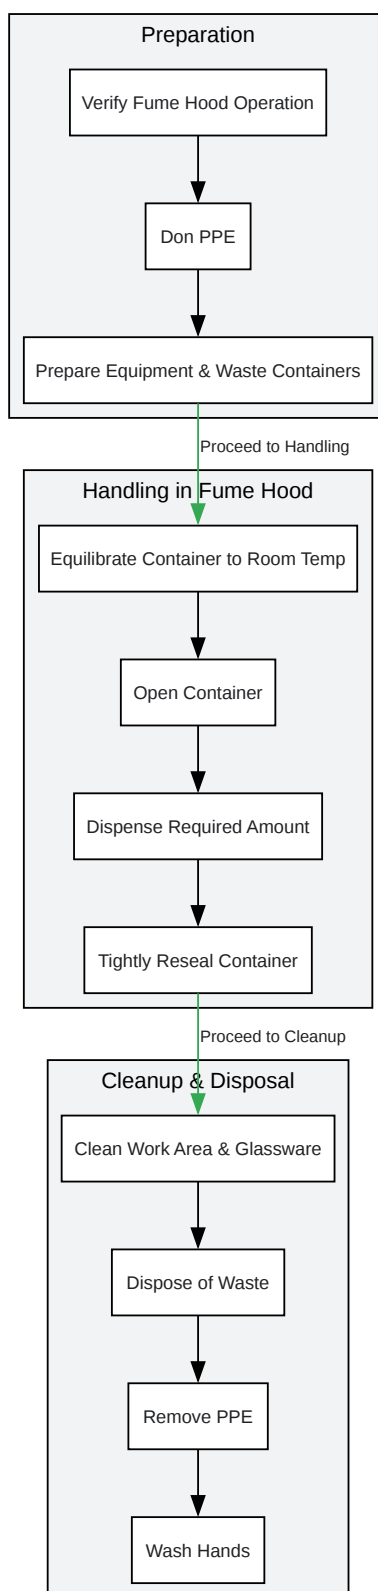 Preparation
Verify Fume Hood Operation
Don PPE
Prepare Equipment & Waste Containers
Proceed to Handling
Handling in Fume Hood
Equilibrate Container to Room Temp
Open Container
Dispense Required Amount
Tightly Reseal Container
Proceed to Cleanup
Cleanup & Disposal
Clean Work Area & Glassware
Dispose of Waste
Remove PPE
Wash Hands